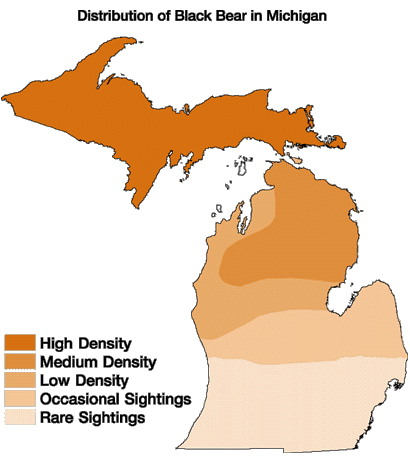 Distribution of Black Bear in Michigan
High Density
Medium Density
Low Density
Occasional Sightings
Rare Sightings